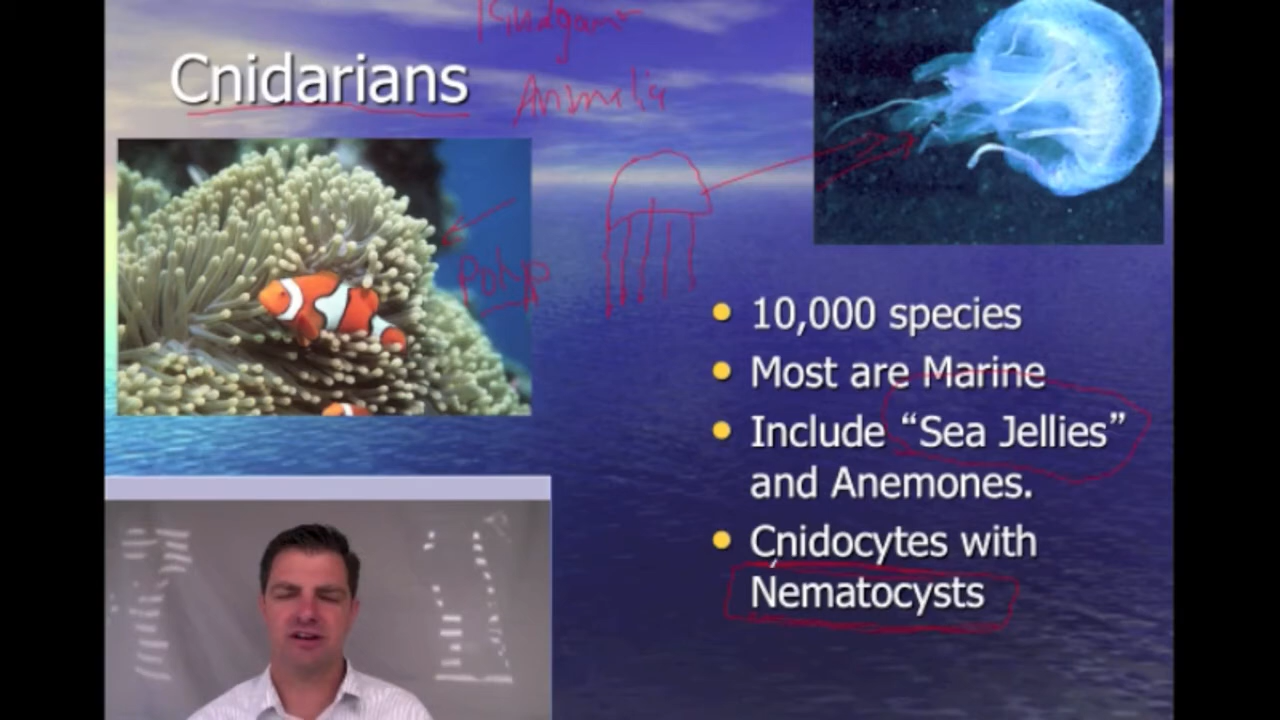 Kingdom
Animalia
Cnidarians
Polyp
• 10,000 species
• Most are Marine
• Include “Sea Jellies”
and Anemones.
• Cnidocytes with
Nematocysts